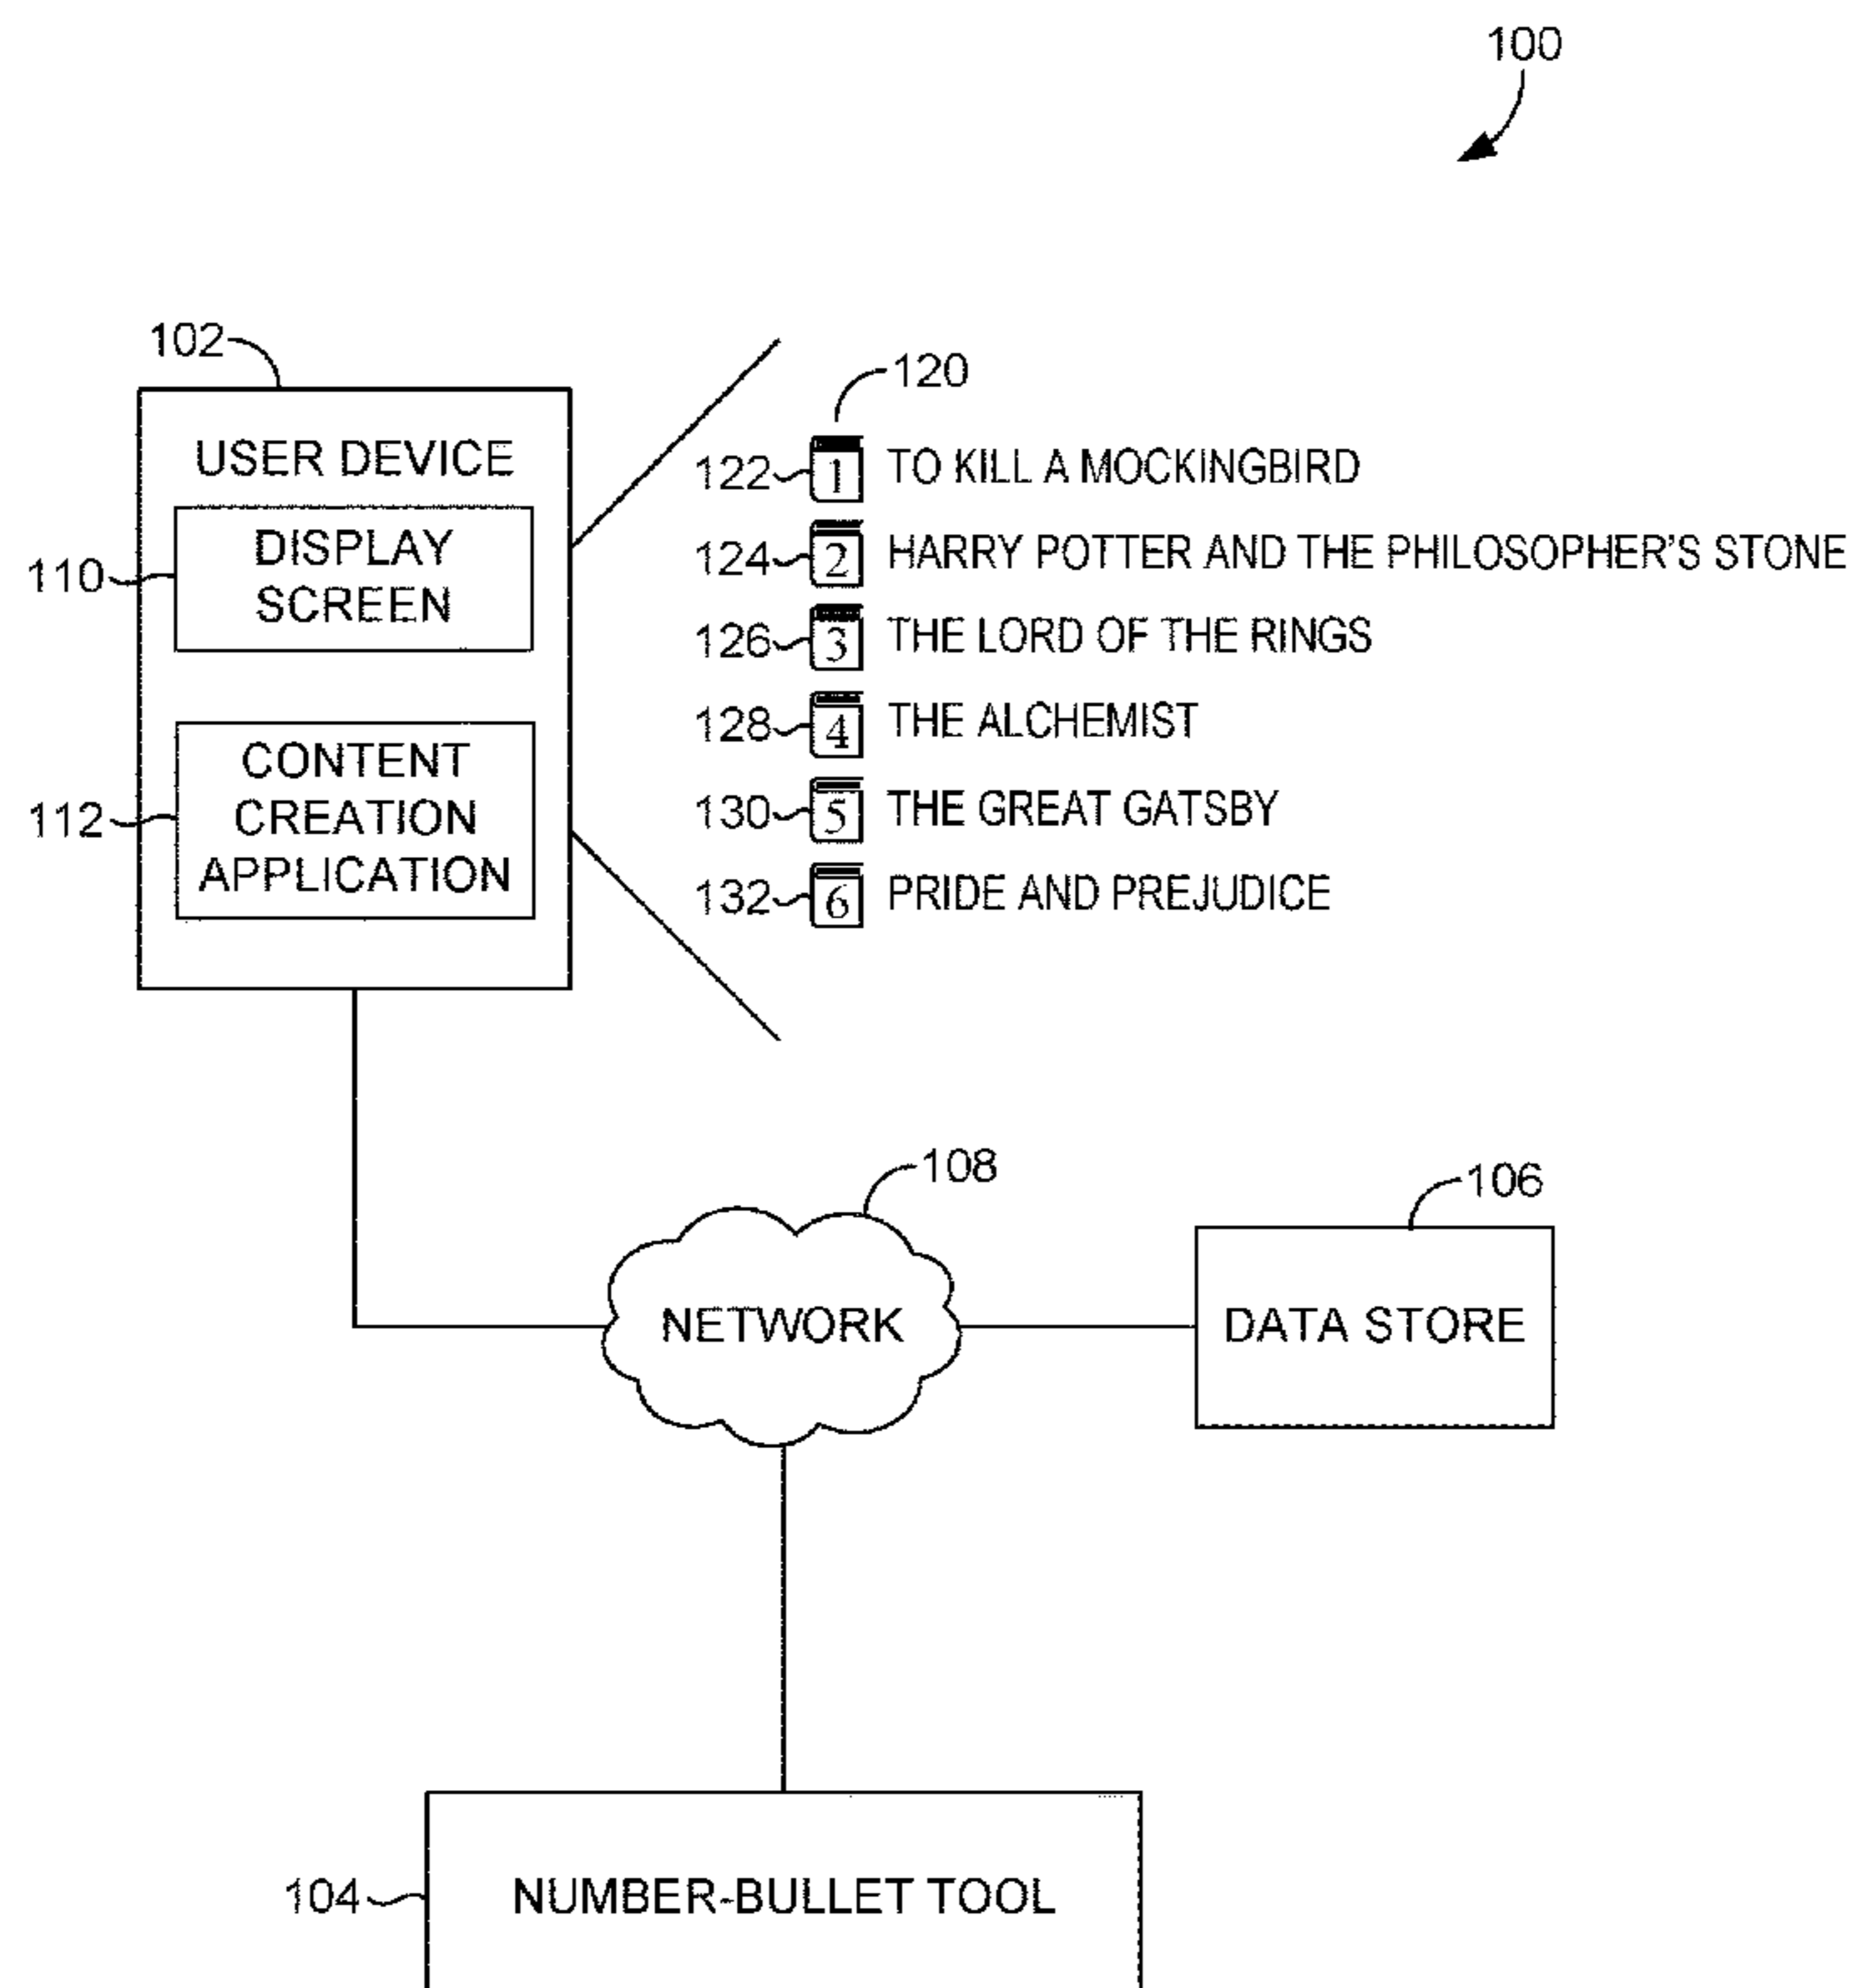 100
102
USER DEVICE
110 DISPLAY
SCREEN
112 CONTENT
CREATION
APPLICATION
120
122 1 TO KILL A MOCKINGBIRD
124 2 HARRY POTTER AND THE PHILOSOPHER'S STONE
126 3 THE LORD OF THE RINGS
128 4 THE ALCHEMIST
130 5 THE GREAT GATSBY
132 6 PRIDE AND PREJUDICE
108
NETWORK
106
DATA STORE
104 NUMBER-BULLET TOOL